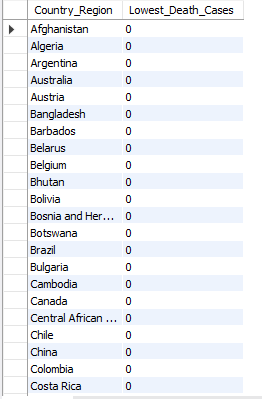 Country_Region Lowest_Death_Cases
Afghanistan 0
Algeria 0
Argentina 0
Australia 0
Austria 0
Bangladesh 0
Barbados 0
Belarus 0
Belgium 0
Bhutan 0
Bolivia 0
Bosnia and Her... 0
Botswana 0
Brazil 0
Bulgaria 0
Cambodia 0
Canada 0
Central African ... 0
Chile 0
China 0
Colombia 0
Costa Rica 0